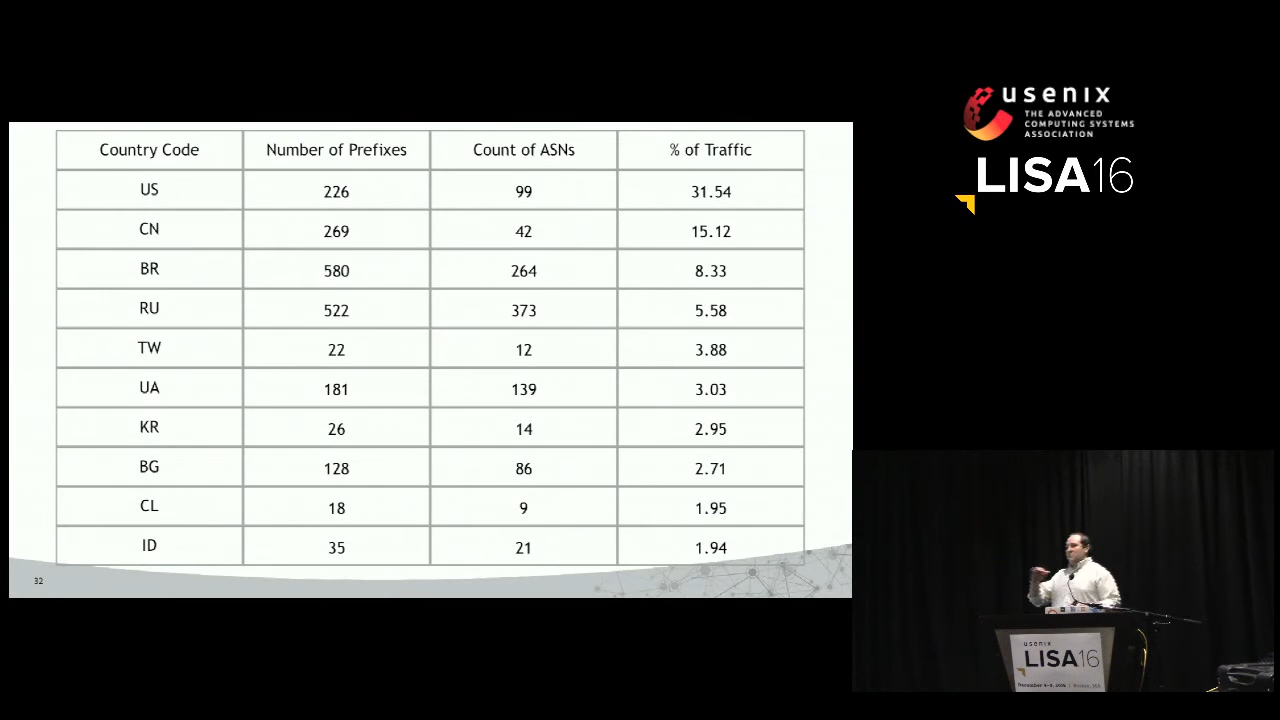 Country Code Number of Prefixes Count of ASNs % of Traffic
US 226 99 31.54
CN 269 42 15.12
BR 580 264 8.33
RU 522 373 5.58
TW 22 12 3.88
UA 181 139 3.03
KR 26 14 2.95
BG 128 86 2.71
CL 18 9 1.95
ID 35 21 1.94
32
usenix
THE ADVANCED
COMPUTING SYSTEMS
ASSOCIATION
LISA16
usenix
LISA16